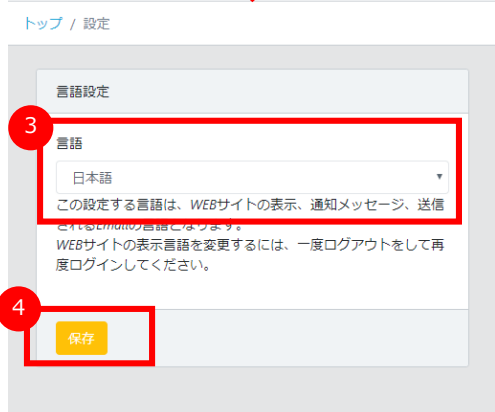 トップ / 設定
言語設定
3
言語
日本語
この設定する言語は、WEBサイトの表示、通知メッセージ、送信
されるEmailの言語となります。
WEBサイトの表示言語を変更するには、一度ログアウトをして再
度ログインしてください。
4
保存